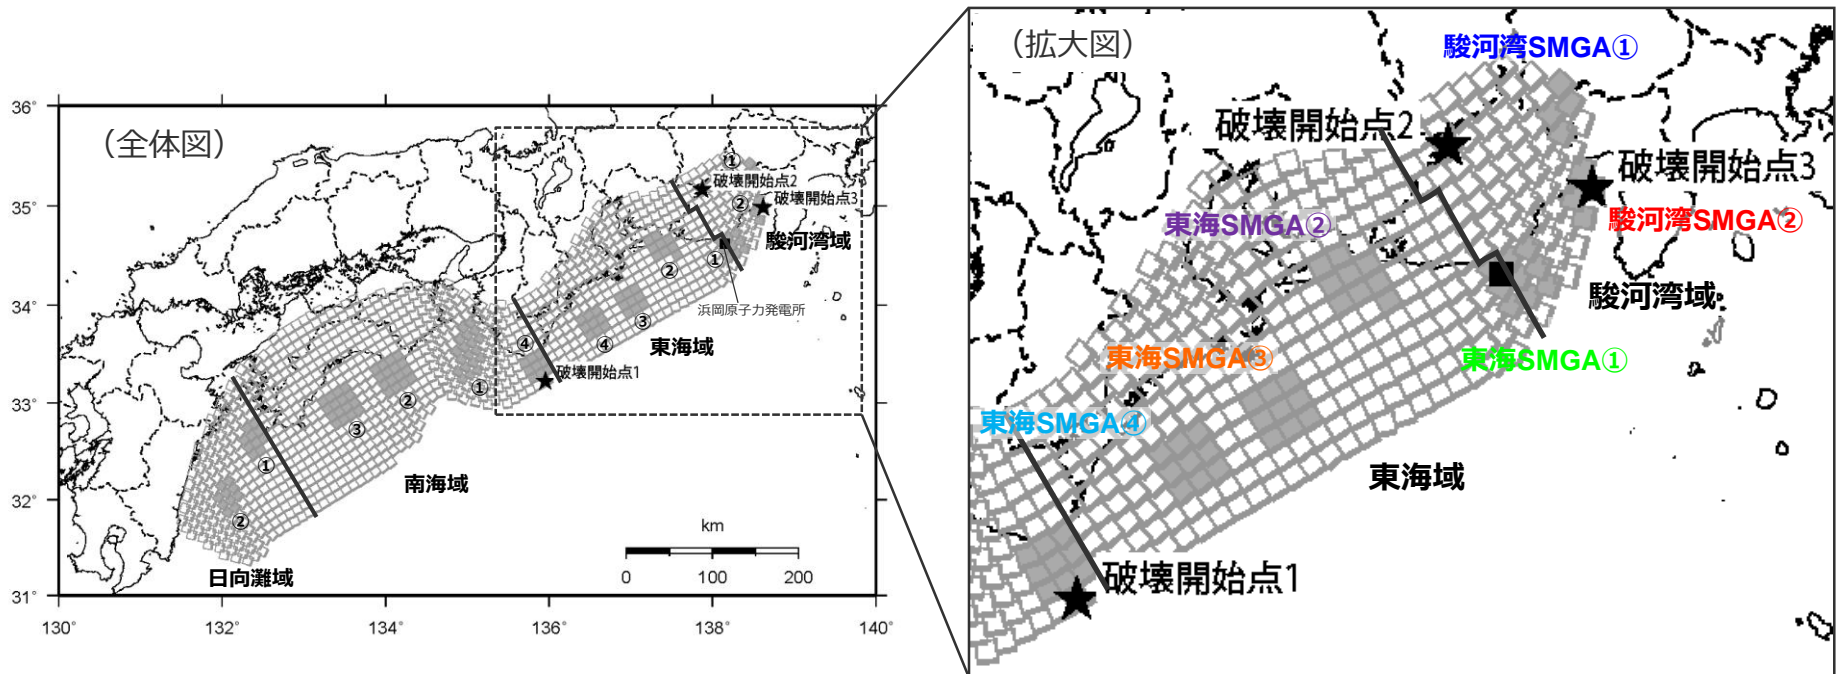 （全体図）
36°
35°
34°
33°
32°
31°
130°
132°
134°
136°
138°
140°
①
破壊開始点2
②
破壊開始点3
駿河湾域
②
①
浜岡原子力発電所
③
④
④
東海域
破壊開始点1
①
②
③
南海域
①
②
日向灘域
km
0
100
200
（拡大図）
駿河湾SMGA①
破壊開始点2
破壊開始点3
東海SMGA②
駿河湾SMGA②
駿河湾域
東海SMGA③
東海SMGA①
東海SMGA④
東海域
破壊開始点1